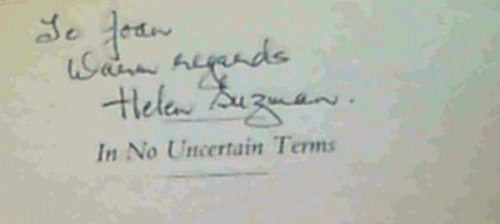 To Joan
Warm regards
Helen Suzman.
In No Uncertain Terms